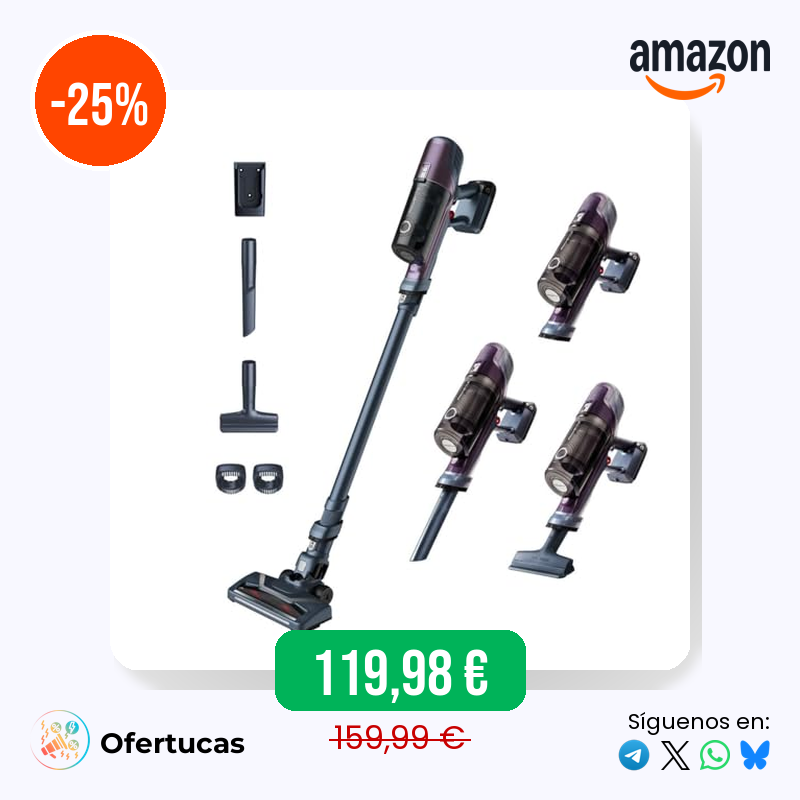 -25%
amazon
119,98 €
159,99 €
Ofertucas
Síguenos en: